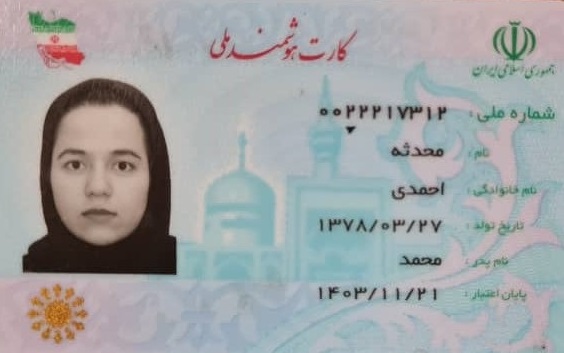 کارت هوشمند ملی
جمهوری اسلامی ایران
شماره ملی: ۰۰۲۲۲۱۷۳۱۲
نام: محدثه
نام خانوادگی: احمدی
تاریخ تولد: ۱۳۷۸/۰۳/۲۷
نام پدر: محمد
پایان اعتبار: ۱۴۰۳/۱۱/۲۱